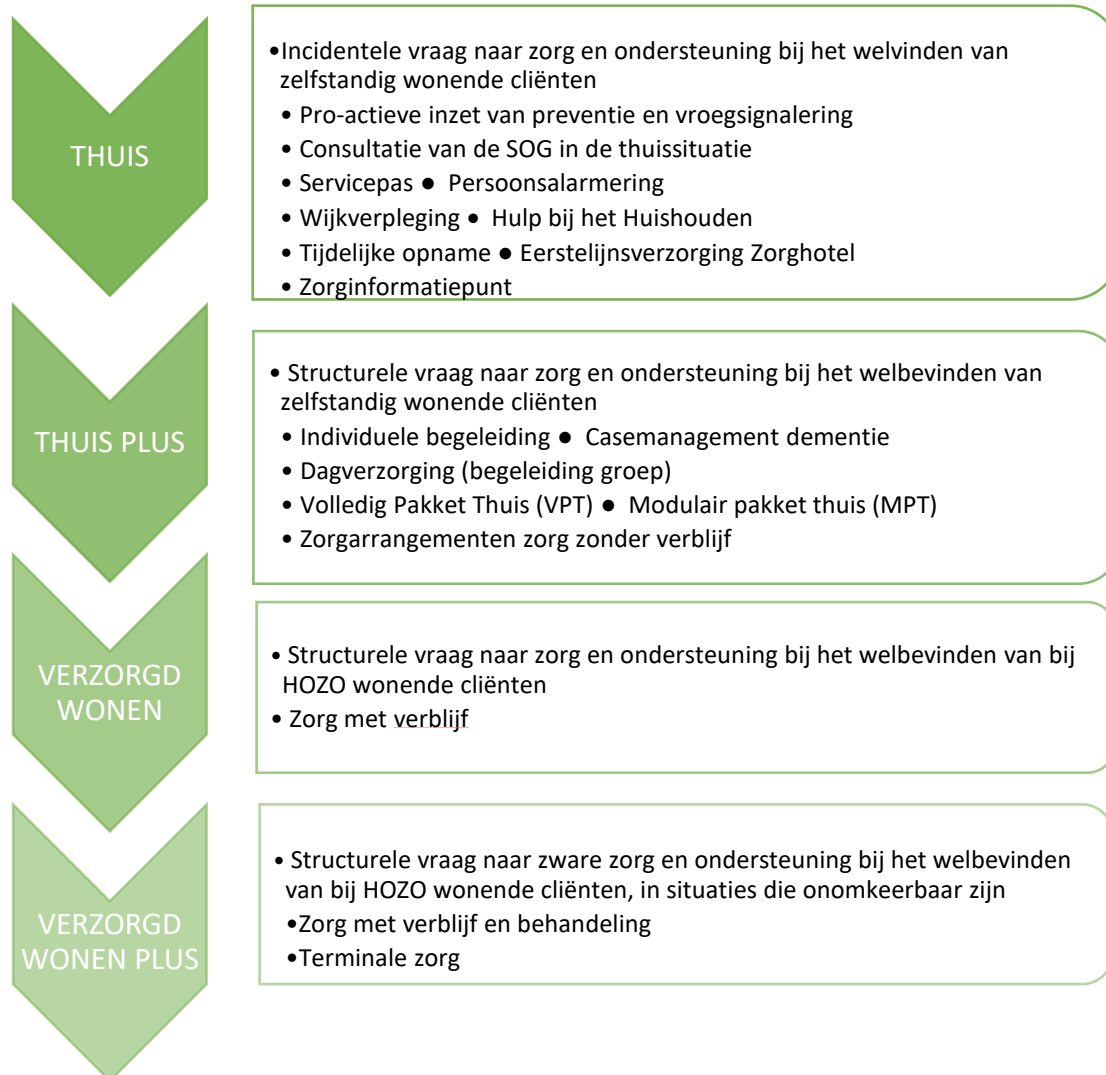 THUIS
•Incidentele vraag naar zorg en ondersteuning bij het welvinden van
zelfstandig wonende cliënten
• Pro-actieve inzet van preventie en vroegsignalering
• Consultatie van de SOG in de thuissituatie
• Servicepas ● Persoonsalarmering
• Wijkverpleging ● Hulp bij het Huishouden
• Tijdelijke opname ● Eerstelijnsverzorging Zorghotel
• Zorginformatiepunt
THUIS PLUS
• Structurele vraag naar zorg en ondersteuning bij het welbevinden van
zelfstandig wonende cliënten
• Individuele begeleiding ● Casemanagement dementie
• Dagverzorging (begeleiding groep)
• Volledig Pakket Thuis (VPT) ● Modulair pakket thuis (MPT)
• Zorgarrangementen zorg zonder verblijf
VERZORGD
WONEN
• Structurele vraag naar zorg en ondersteuning bij het welbevinden van bij
HOZO wonende cliënten
• Zorg met verblijf
VERZORGD
WONEN PLUS
• Structurele vraag naar zware zorg en ondersteuning bij het welbevinden
van bij HOZO wonende cliënten, in situaties die onomkeerbaar zijn
•Zorg met verblijf en behandeling
•Terminale zorg